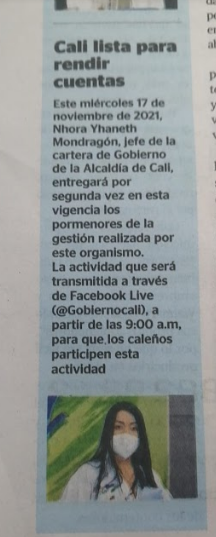 Cali lista para
rendir
cuentas
Este miércoles 17 de
noviembre de 2021,
Nhora Yhaneth
Mondragón, jefe de la
cartera de Gobierno
de la Alcaldía de Cali,
entregará por
segunda vez en esta
vigencia los
pormenores de la
gestión realizada por
este organismo.
La actividad que será
transmitida a través
de Facebook Live
(@Gobiernocali), a
partir de las 9:00 a.m,
para que los caleños
participen esta
actividad